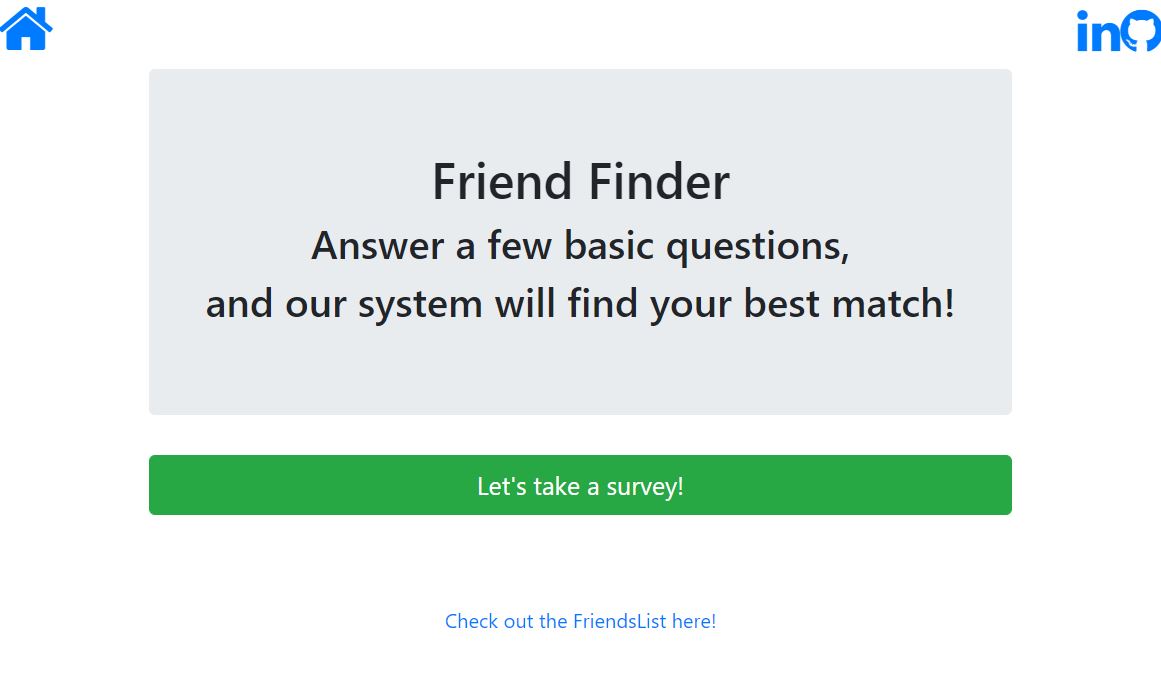 in
Friend Finder
Answer a few basic questions,
and our system will find your best match!
Let's take a survey!
Check out the FriendsList here!